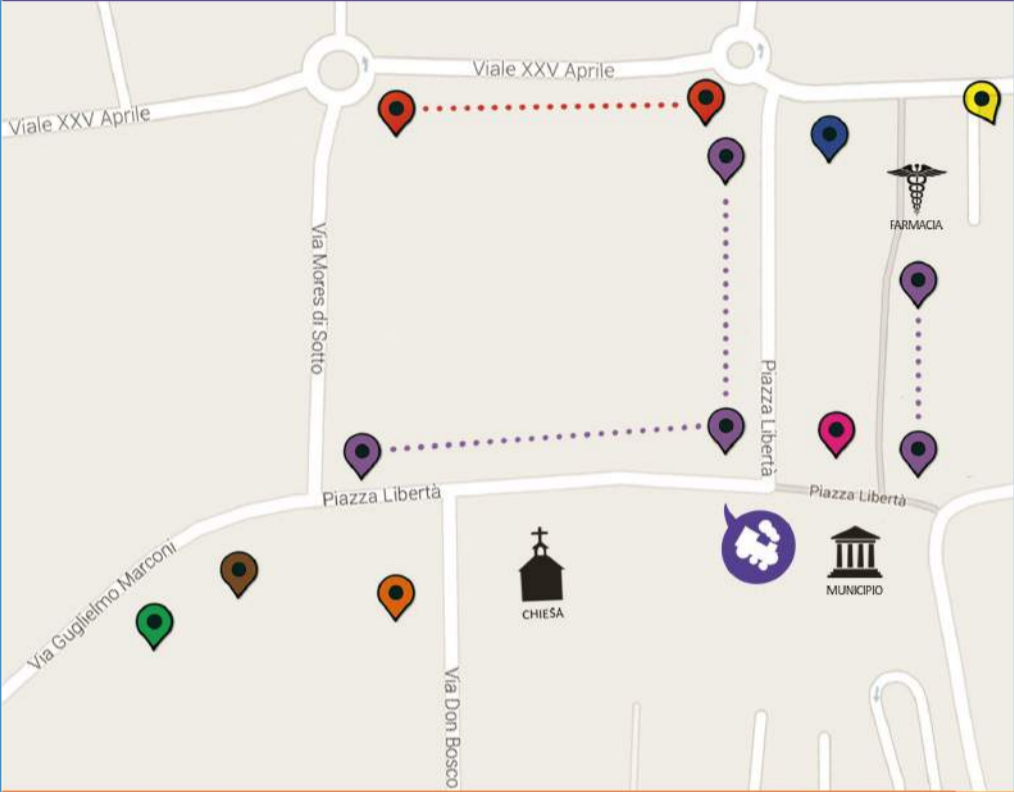 Viale XXV Aprile
Viale XXV Aprile
FARMACIA
Via Mores di Sotto
Piazza Libertà
Piazza Libertà
Piazza Libertà
Via Guglielmo Marconi
MUNICIPIO
CHIESA
Via Don Bosco